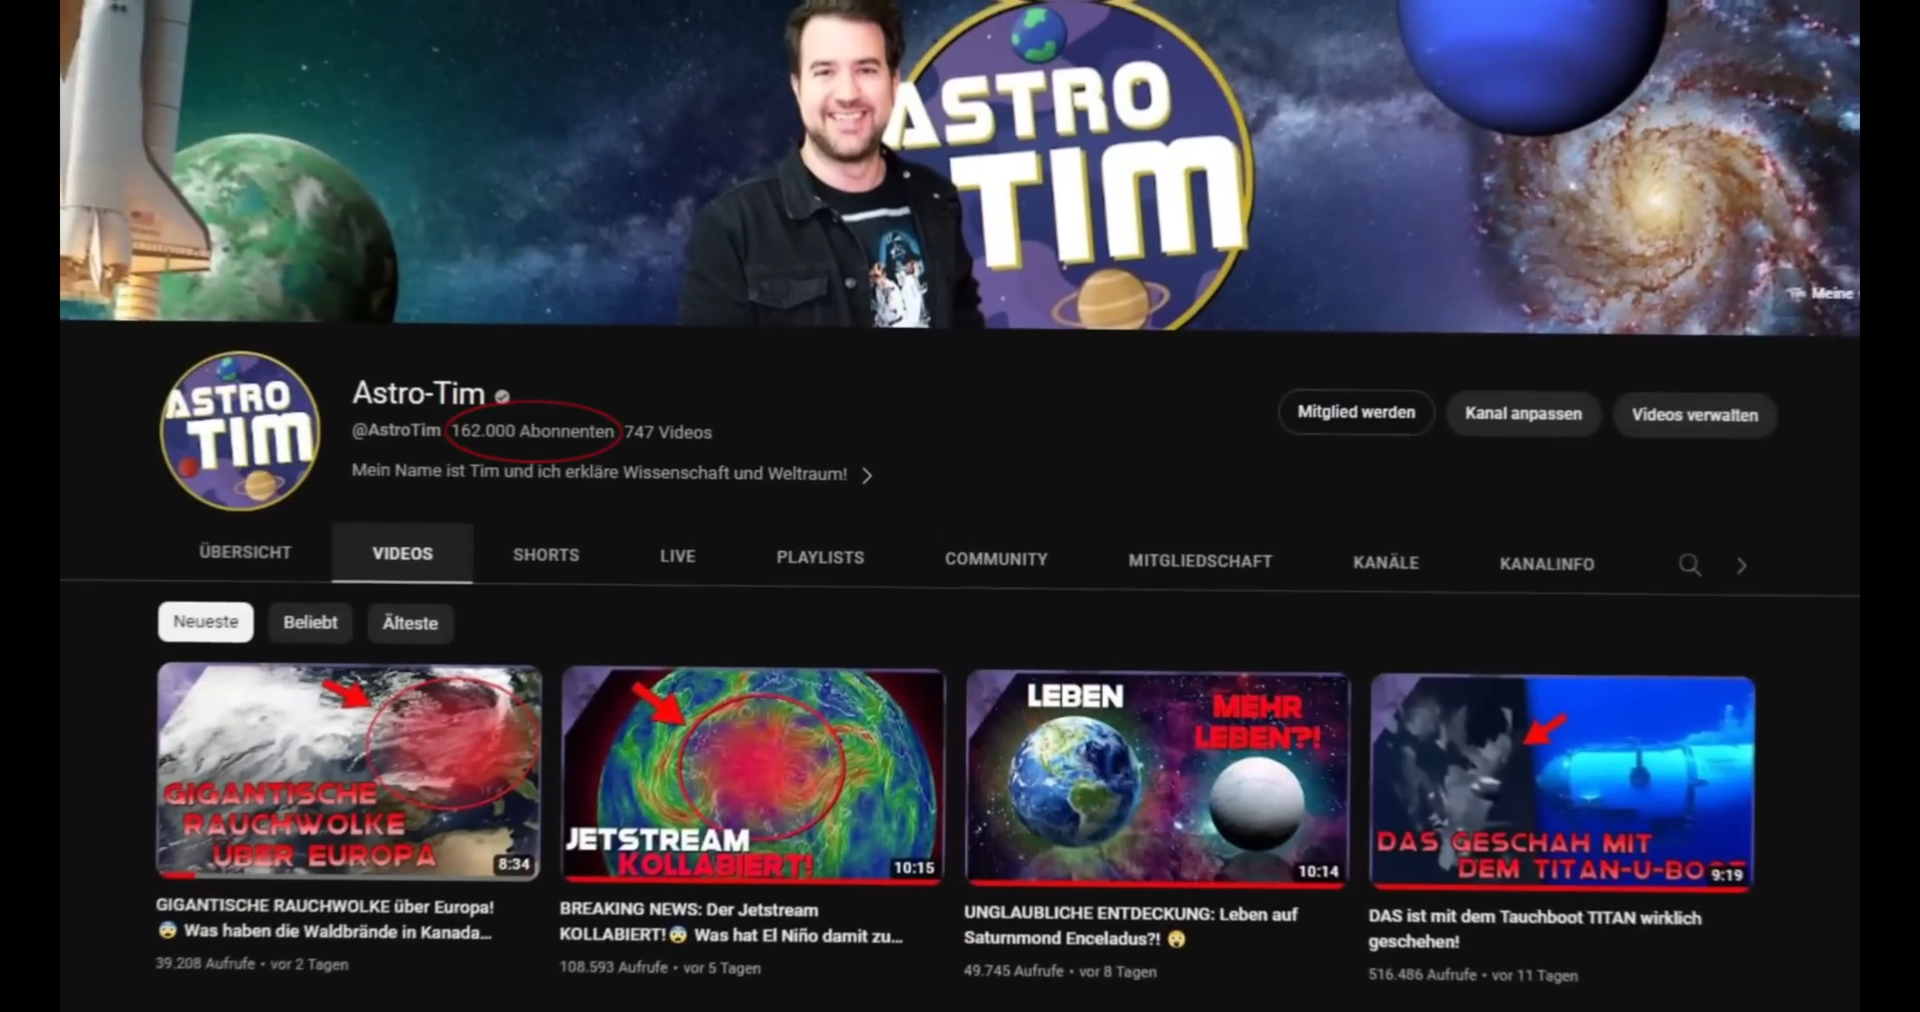 ASTRO
TIM
Meine
ASTRO
TIM
Astro-Tim
@AstroTim 162.000 Abonnenten 747 Videos
Mein Name ist Tim und ich erkläre Wissenschaft und Weltraum!
Mitglied werden
Kanal anpassen
Videos verwalten
ÜBERSICHT VIDEOS SHORTS LIVE PLAYLISTS COMMUNITY MITGLIEDSCHAFT KANÄLE KANALINFO
Neueste Beliebt Älteste
GIGANTISCHE
RAUCHWOLKE
ÜBER EUROPA
8:34
JETSTREAM
KOLLABIERT!
10:15
LEBEN
MEHR
LEBEN?!
10:14
DAS GESCHAH MIT
DEM TITAN-U-BO
9:19
GIGANTISCHE RAUCHWOLKE über Europa!
😨 Was haben die Waldbrände in Kanada...
39.208 Aufrufe • vor 2 Tagen
BREAKING NEWS: Der Jetstream
KOLLABIERT!😨 Was hat El Niño damit zu...
108.593 Aufrufe • vor 5 Tagen
UNGLAUBLICHE ENTDECKUNG: Leben auf
Saturnmond Enceladus?! 😲
49.745 Aufrufe • vor 8 Tagen
DAS ist mit dem Tauchboot TITAN wirklich
geschehen!
516.486 Aufrufe • vor 11 Tagen